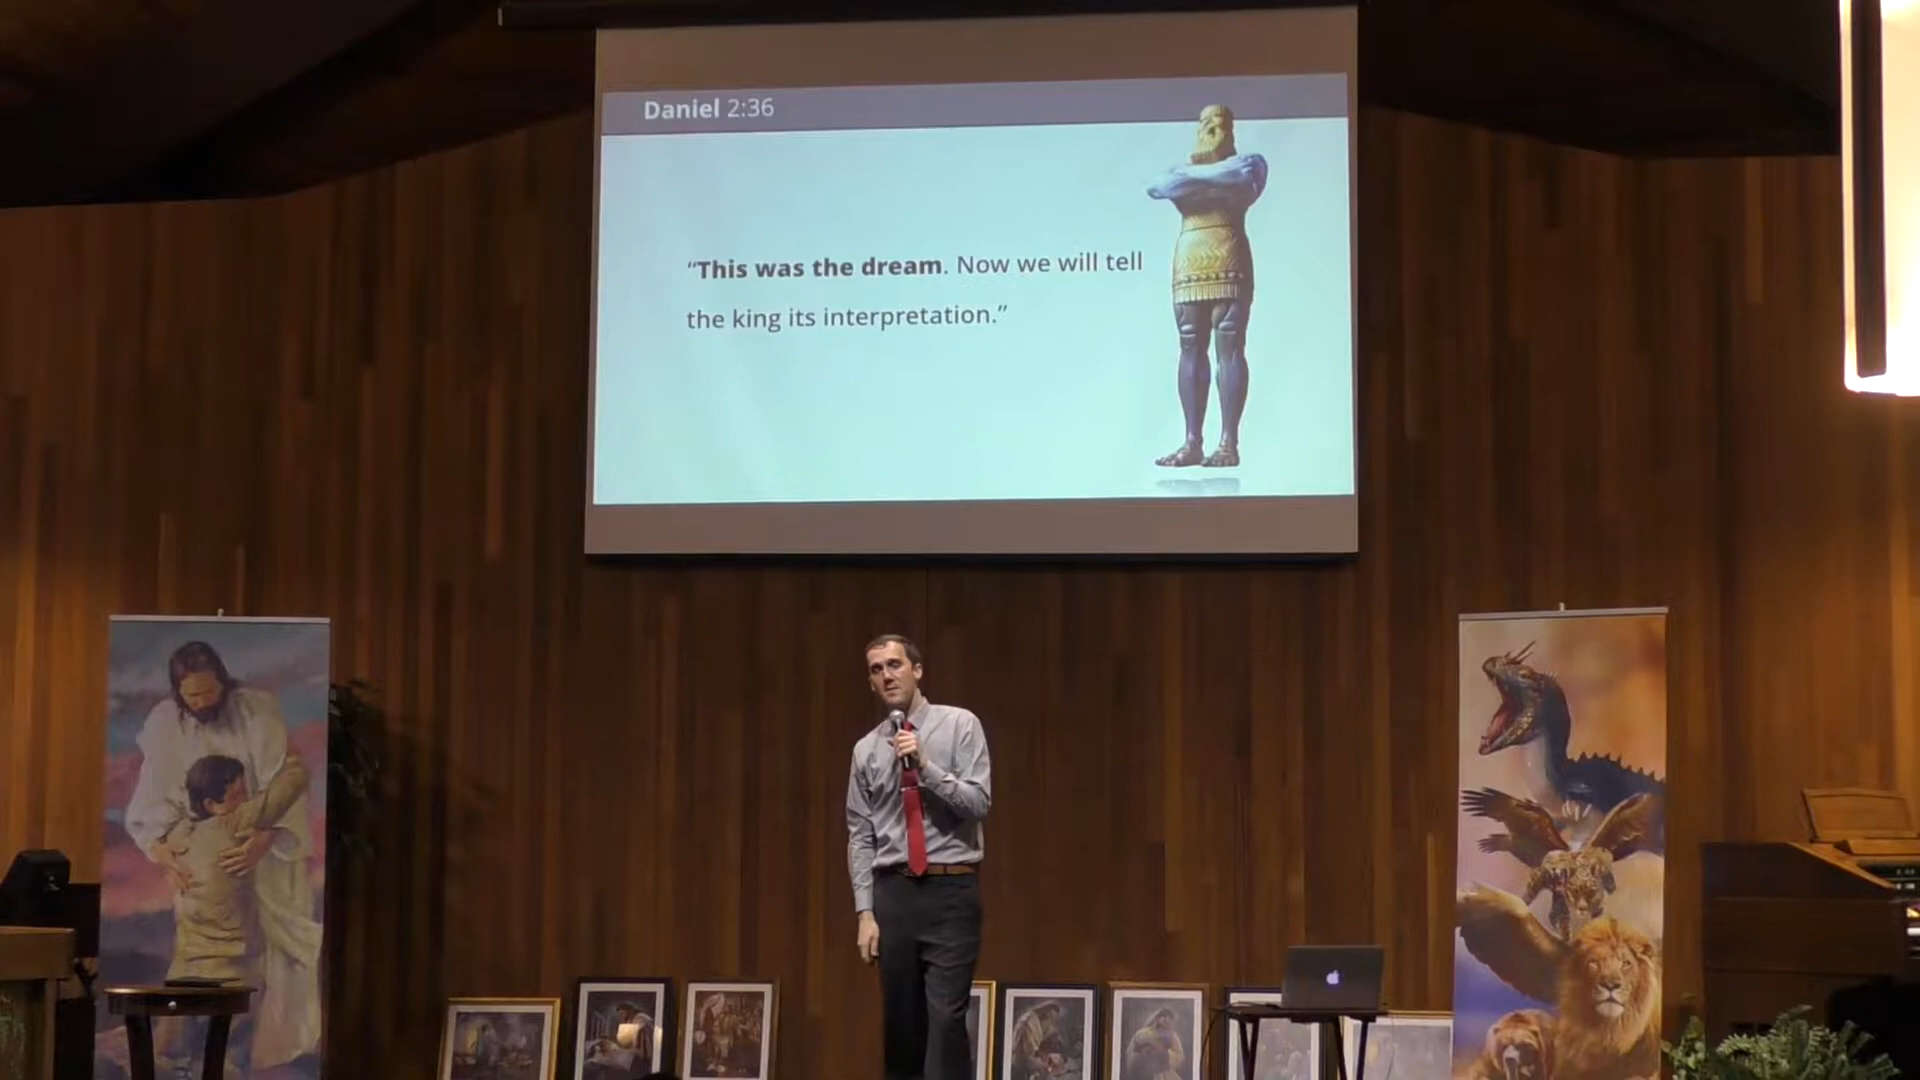 Daniel 2:36
“This was the dream. Now we will tell
the king its interpretation.”